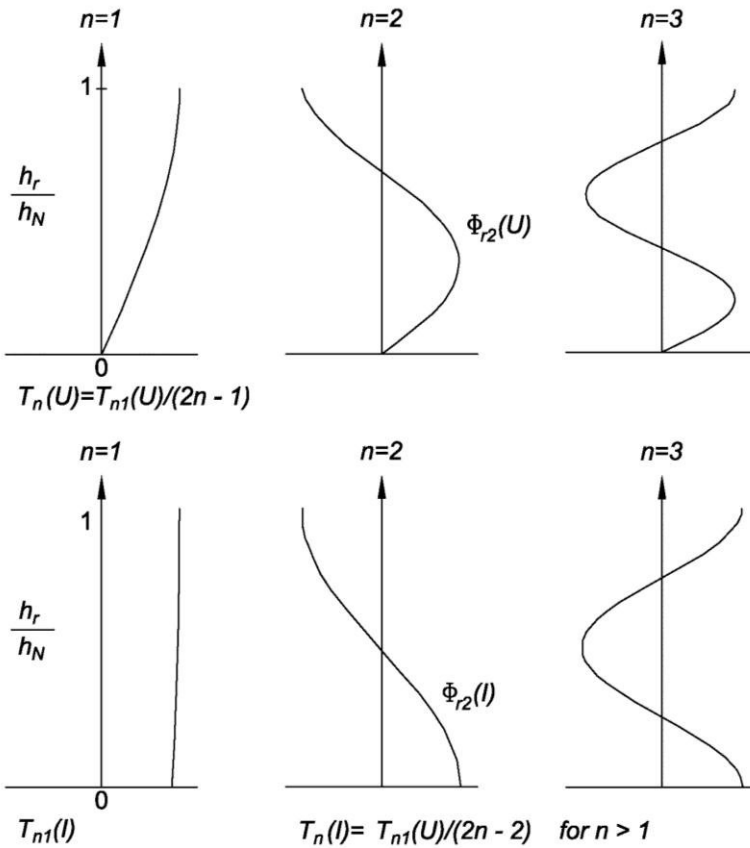 n=1 n=2 n=3
1
h_r
h_N
Φ_r2(U)
0
T_n(U)=T_n1(U)/(2n - 1)
n=1 n=2 n=3
1
h_r
h_N
Φ_r2(I)
0
T_n1(I) T_n(I)= T_n1(U)/(2n - 2) for n > 1